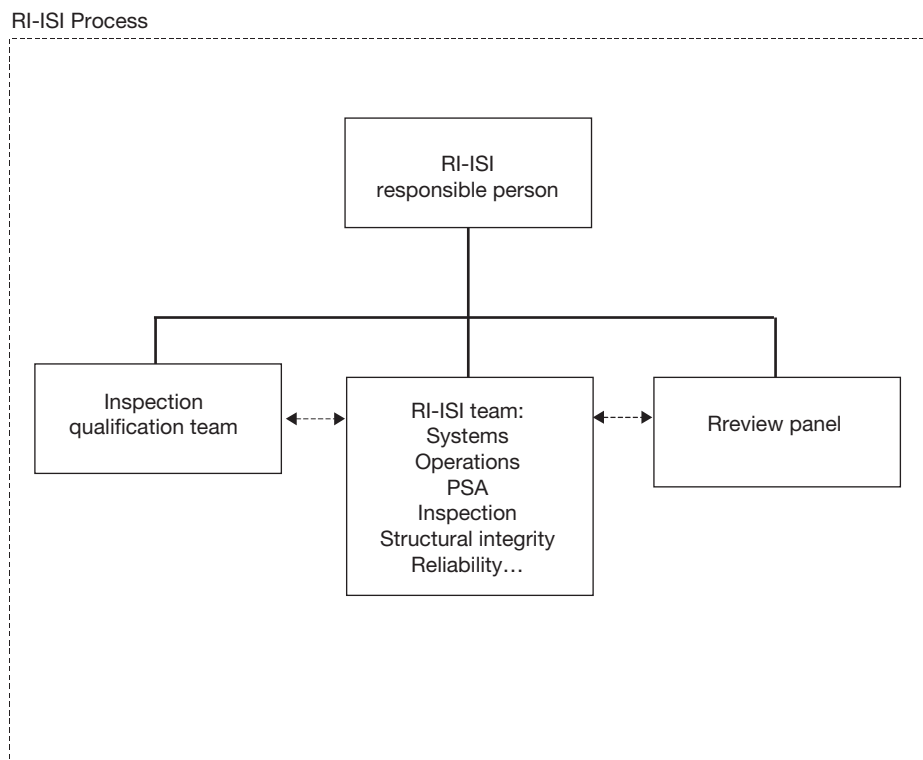 RI-ISI Process
RI-ISI
responsible person
Inspection
qualification team
RI-ISI team:
Systems
Operations
PSA
Inspection
Structural integrity
Reliability…
Rreview panel